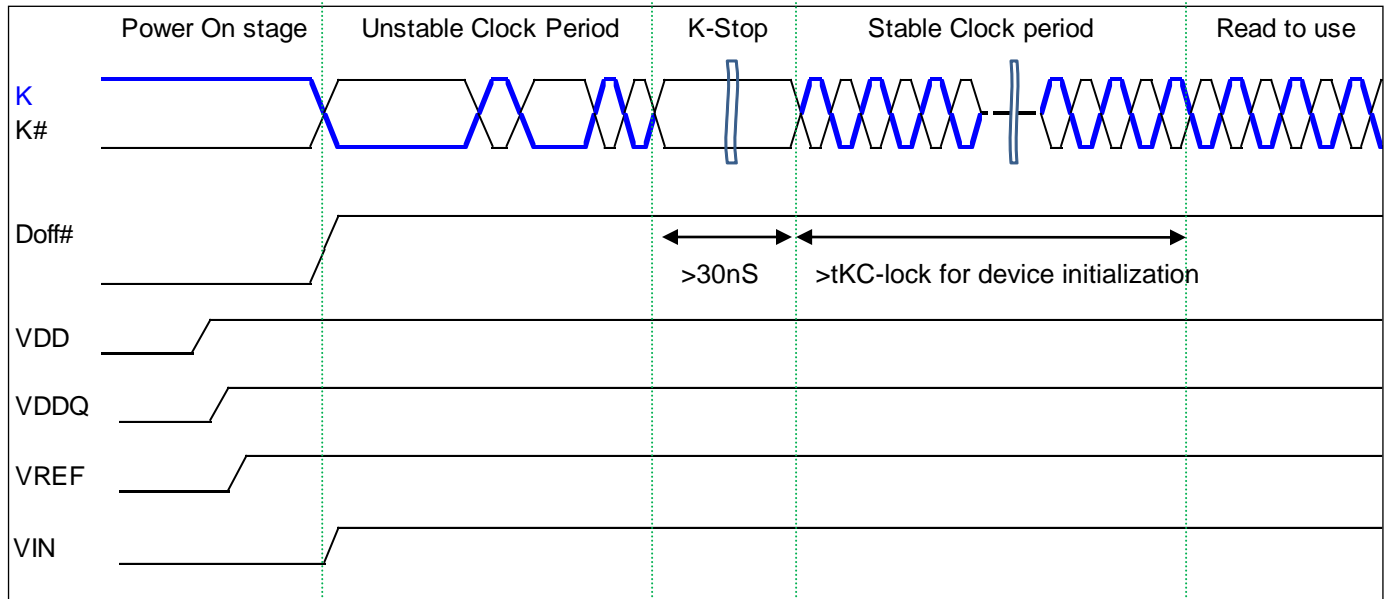 Power On stage Unstable Clock Period K-Stop Stable Clock period Read to use
K
K#
Doff#
>30nS >tKC-lock for device initialization
VDD
VDDQ
VREF
VIN